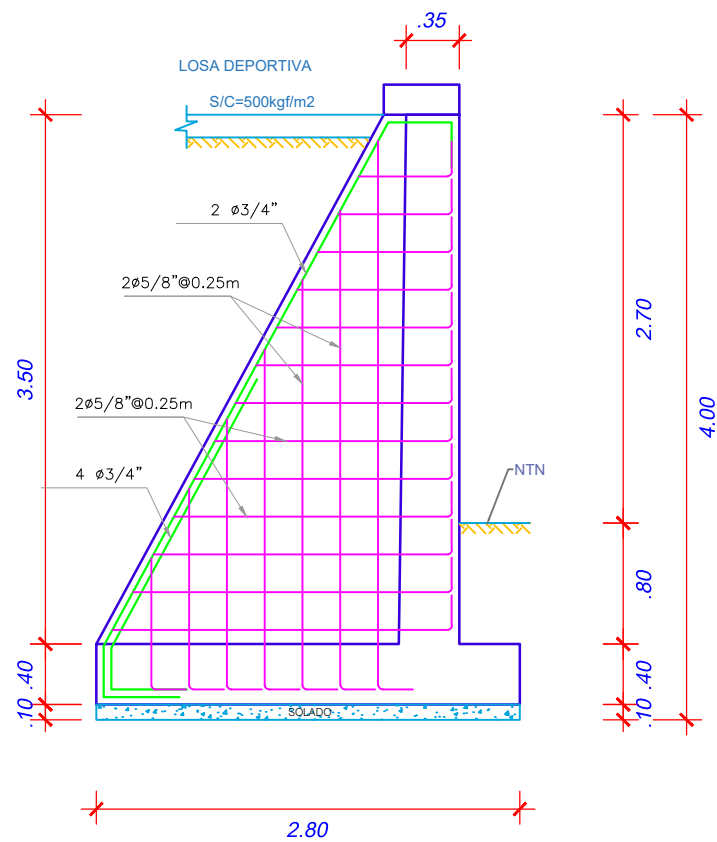 .35
LOSA DEPORTIVA
S/C=500kgf/m2
2 ø3/4”
2ø5/8”@0.25m
2.70
3.50
2ø5/8”@0.25m
4.00
4 ø3/4”
NTN
.80
.40
.40
.10
SOLADO
.10
2.80